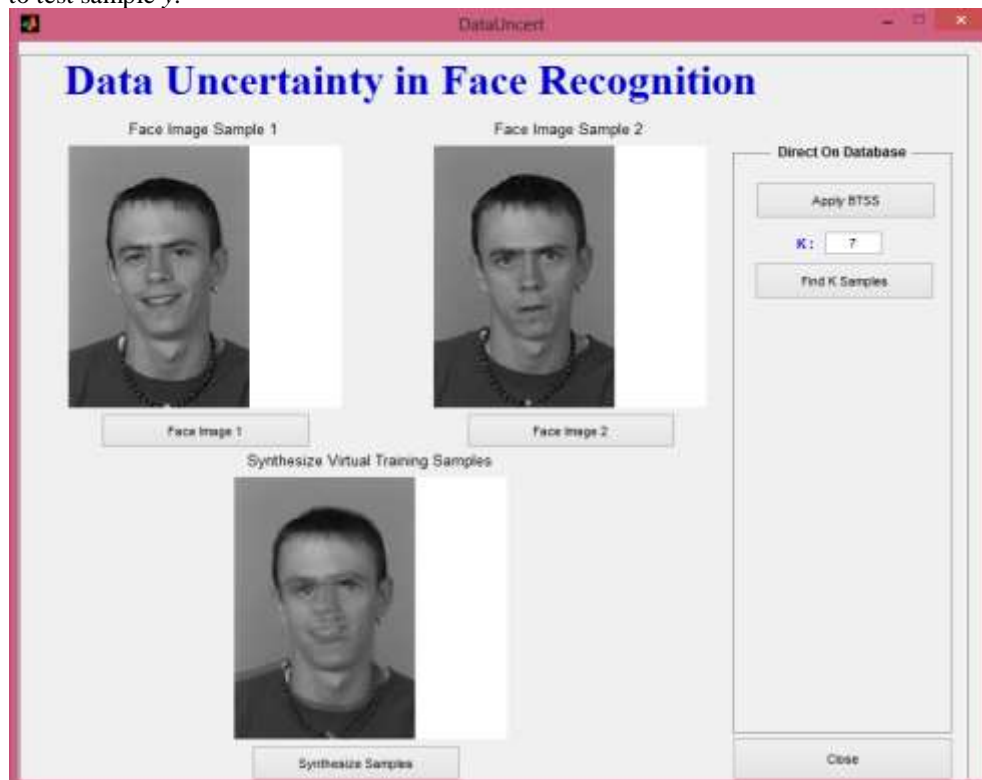 to test sample y.
DataUncert
Data Uncertainty in Face Recognition
Face Image Sample 1
Face Image Sample 2
Direct On Database
Apply BTSS
K: 7
Find K Samples
Face Image 1
Face Image 2
Synthesize Virtual Training Samples
Synthesize Samples
Close